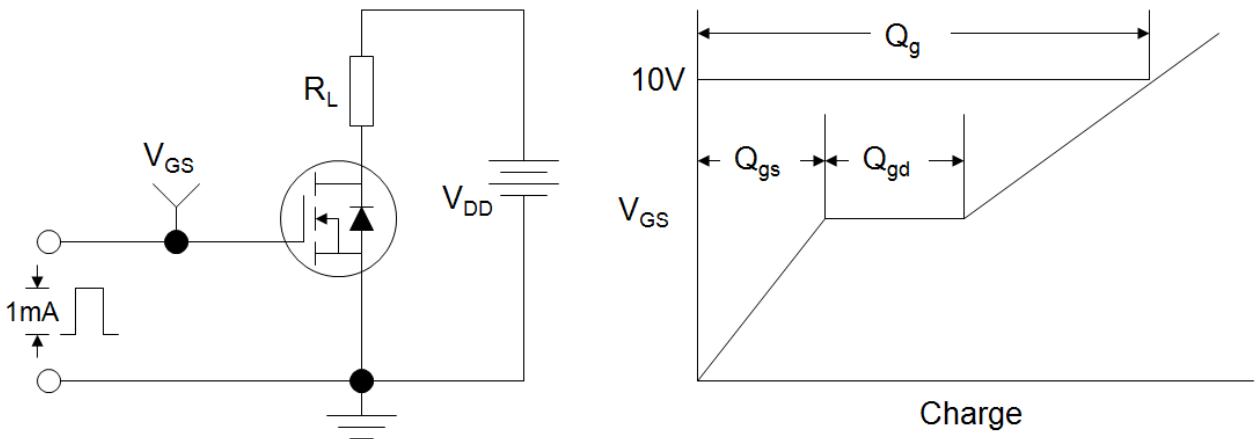 R_L
V_GS
V_DD
1mA
Q_g
10V
Q_gs
Q_gd
V_GS
Charge